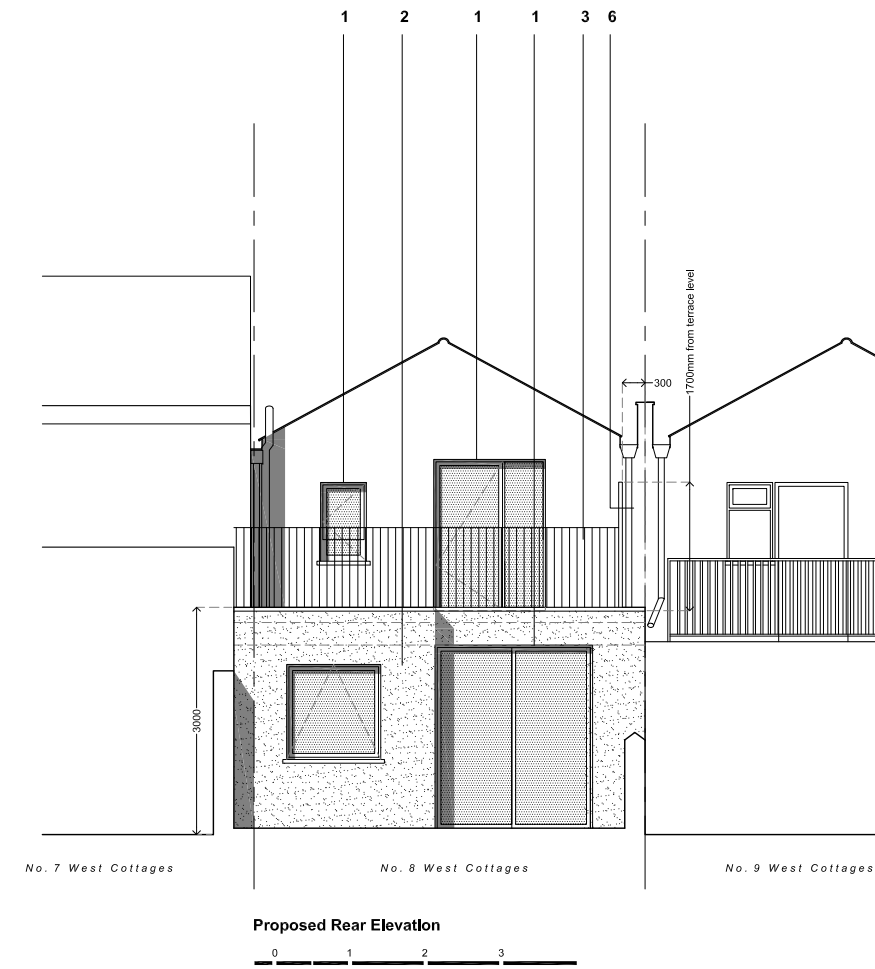 1 2 1 1 3 6
1700mm from terrace level
300
3000
No. 7 West Cottages
No. 8 West Cottages
No. 9 West Cottages
Proposed Rear Elevation
0 1 2 3